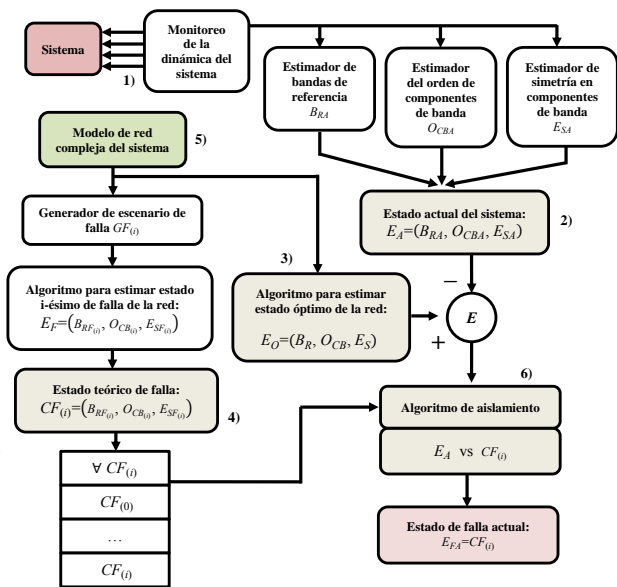 Sistema
1)
Monitoreo
de la
dinámica del
sistema
Estimador de
bandas de
referencia
B_RA
Estimador
del orden de
componentes
de banda
O_CBA
Estimador de
simetría en
componentes
de banda
E_SA
Modelo de red
compleja del sistema
5)
Generador de escenario de
falla GF_(i)
Algoritmo para estimar estado
i-ésimo de falla de la red:
E_F=(B_RF(i), O_CB(i), E_SF(i))
Estado teórico de falla:
CF_(i)=(B_RF(i), O_CB(i), E_SF(i))
4)
∀ CF_(i)
CF_(0)
…
CF_(i)
3)
Algoritmo para estimar
estado óptimo de la red:
E_O=(B_R, O_CB, E_S)
Estado actual del sistema:
E_A=(B_RA, O_CBA, E_SA)
2)
−
E
+
6)
Algoritmo de aislamiento
E_A vs CF_(i)
Estado de falla actual:
E_FA=CF_(i)